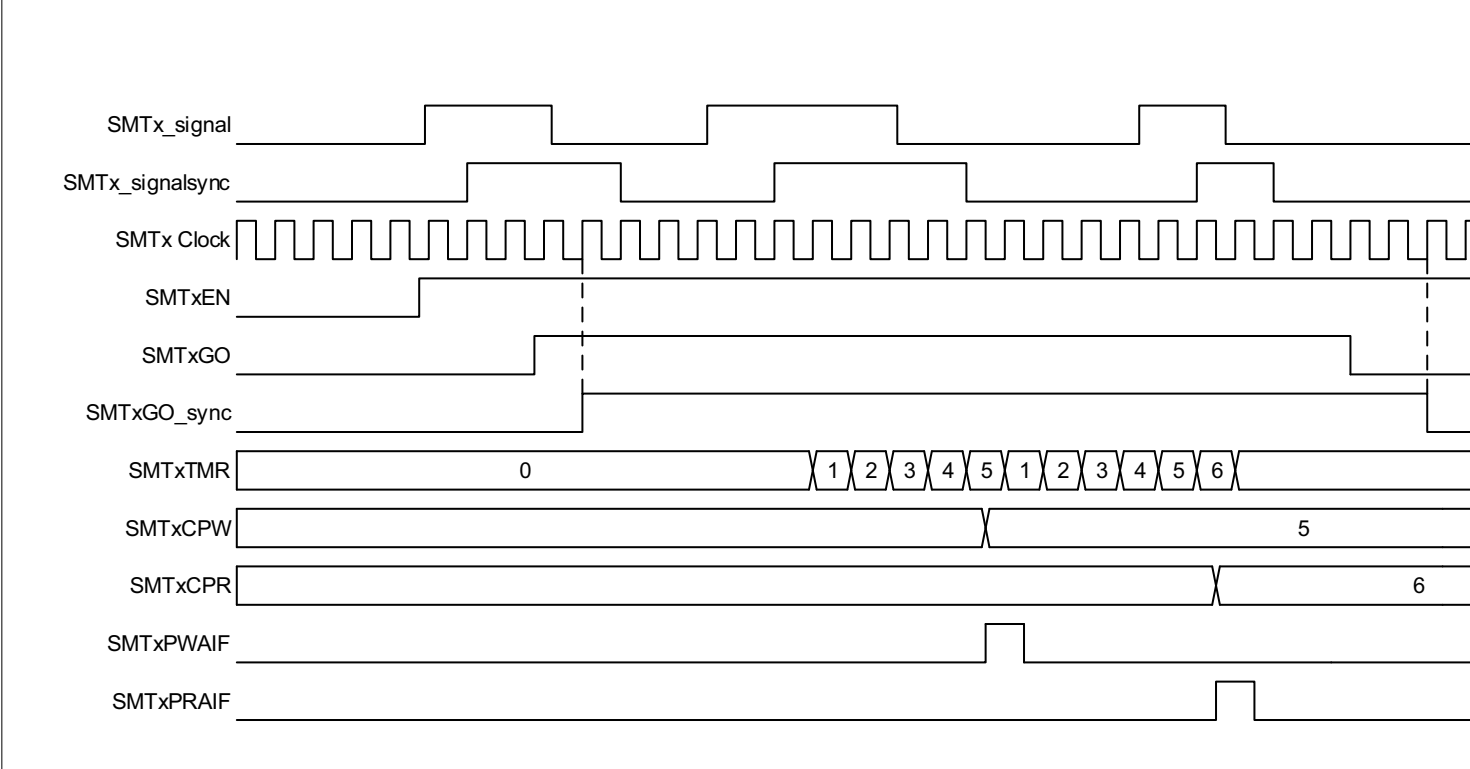 SMTx_signal
SMTx_signalsync
SMTx Clock
SMTxEN
SMTxGO
SMTxGO_sync
SMTxTMR 0 1 2 3 4 5 1 2 3 4 5 6
SMTxCPW 5
SMTxCPR 6
SMTxPWAIF
SMTxPRAIF